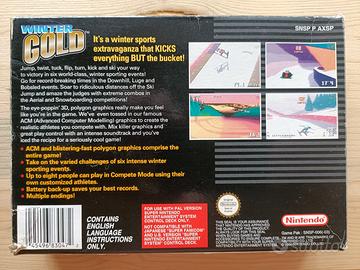 WINTER
GOLD
It's a winter sports
extravaganza that KICKS
everything BUT the bucket!
SNSP P AXSP
Jump, twist, tuck, flip, turn, kick and ski your way
to victory in six world-class, winter sporting events!
Go for record-breaking times in the Downhill, Luge and
Bobsled events. Soar to ridiculous distances off the Ski
Jump and amaze the judges with extreme combos in
the Aerial and Snowboarding competitions!
The eye-poppin' 3D, polygon graphics really make you feel
like you're in the game. We've even tossed in our famous
ACM (Advanced Computer Modelling) graphics to create the most
realistic athletes you compete with. Mix killer graphics and
great play control with an intense soundtrack and you've
had the recipe for a seriously cool game!
• ACM and blistering-fast polygon graphics comprise the
entire game!
• Take on the varied challenges of six intense winter
sporting events.
• Up to eight people can play in Compete Mode using their
own customized athletes.
• Battery back-up saves your best records.
• Multiple endings!
CONTAINS
ENGLISH
LANGUAGE
INSTRUCTIONS
ONLY.
FOR USE WITH PAL VERSION
SUPER NINTENDO
ENTERTAINMENT SYSTEM
CONTROL DECK ONLY.
NOT COMPATIBLE WITH
JAPANESE "SUPER FAMICOM"
AND U.S. VERSION "SUPER
NINTENDO ENTERTAINMENT
SYSTEM" CONTROL DECK.
Nintendo